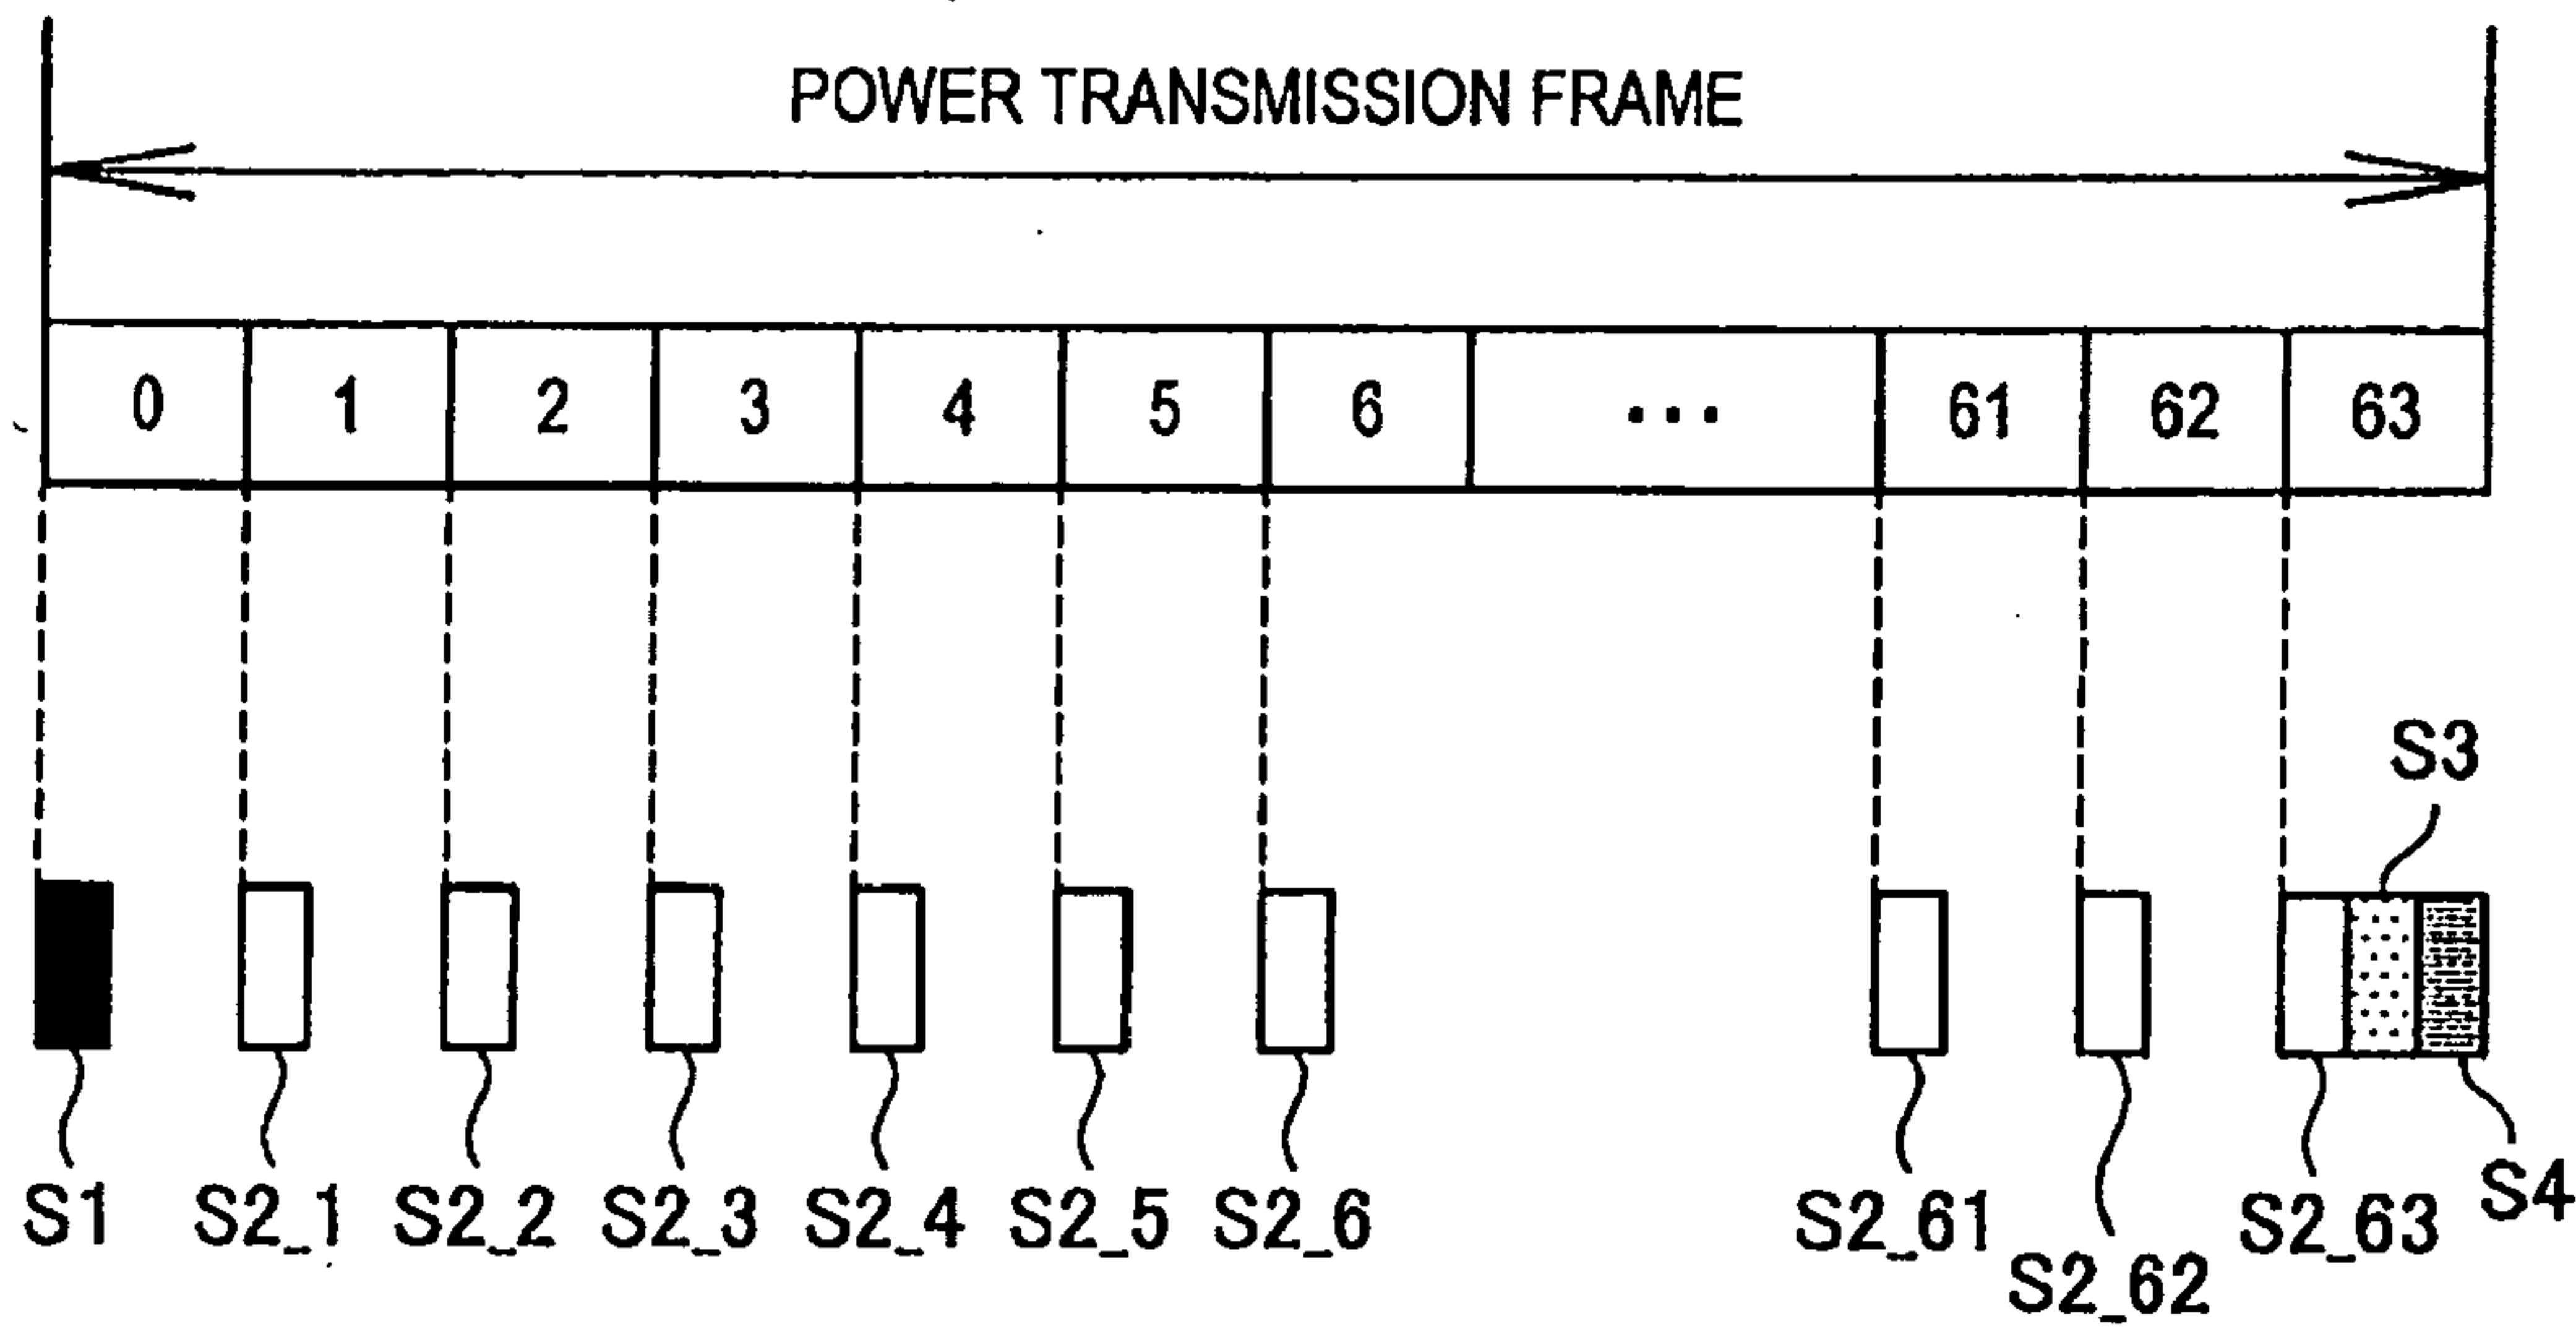 POWER TRANSMISSION FRAME
0 1 2 3 4 5 6 ... 61 62 63
S3
S1 S2_1 S2_2 S2_3 S2_4 S2_5 S2_6 S2_61 S2_62 S2_63 S4